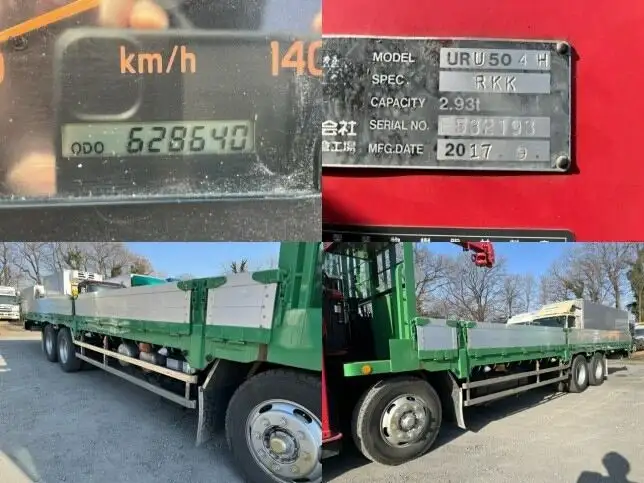 km/h 140
ODO 628640
MODEL URU504H
SPEC. RKK
CAPACITY 2.93t
会社 SERIAL NO.
工場 MFG.DATE 2017 9